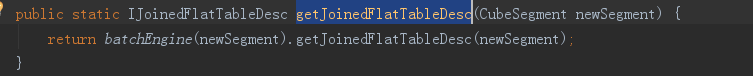 public static IJoinedFlatTableDesc getJoinedFlatTableDesc(CubeSegment newSegment) {
return batchEngine(newSegment).getJoinedFlatTableDesc(newSegment);
}